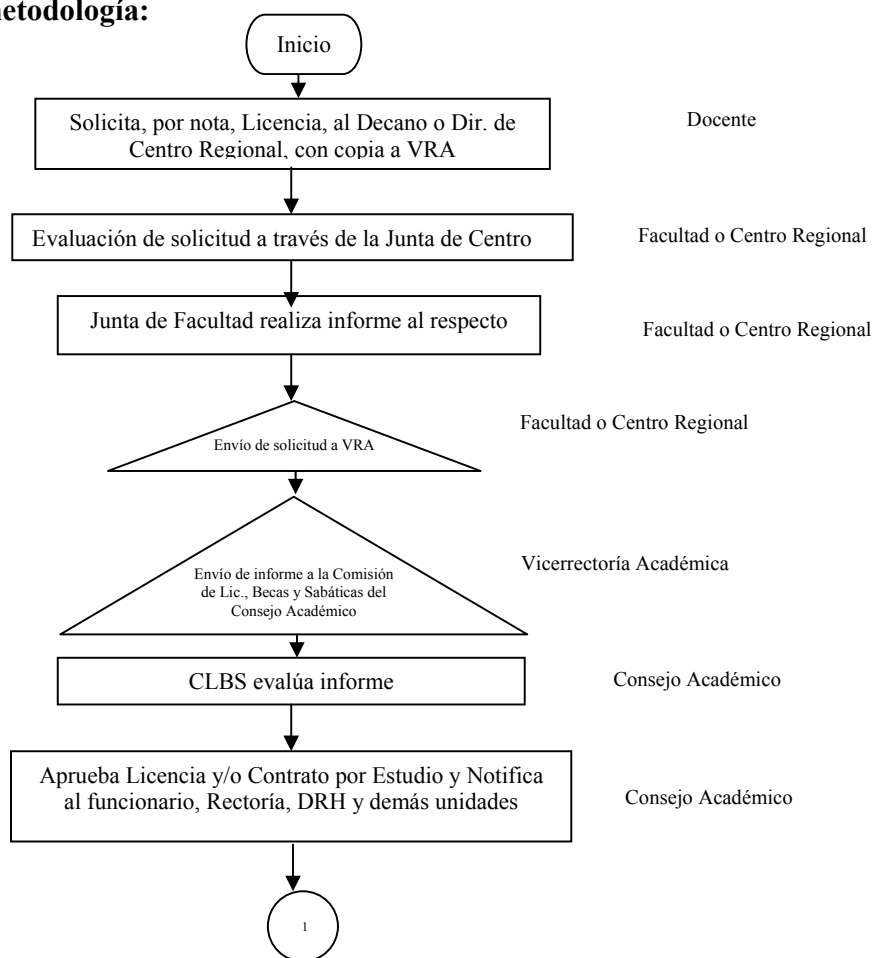 etodología:
Inicio
Solicita, por nota, Licencia, al Decano o Dir. de
Centro Regional, con copia a VRA
Docente
Evaluación de solicitud a través de la Junta de Centro
Facultad o Centro Regional
Junta de Facultad realiza informe al respecto
Facultad o Centro Regional
Envío de solicitud a VRA
Facultad o Centro Regional
Envío de informe a la Comisión
de Lic., Becas y Sabáticas del
Consejo Académico
Vicerrectoría Académica
CLBS evalúa informe
Consejo Académico
Aprueba Licencia y/o Contrato por Estudio y Notifica
al funcionario, Rectoría, DRH y demás unidades
Consejo Académico
1